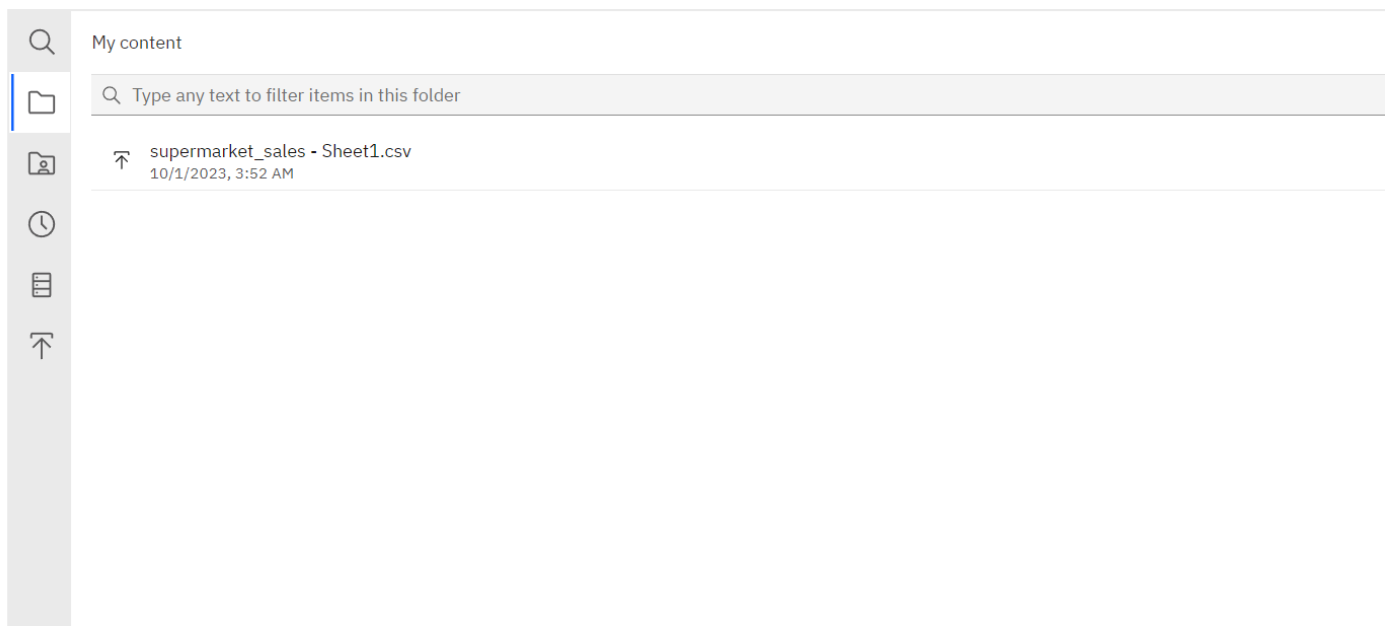 My content
Type any text to filter items in this folder
supermarket_sales - Sheet1.csv
10/1/2023, 3:52 AM